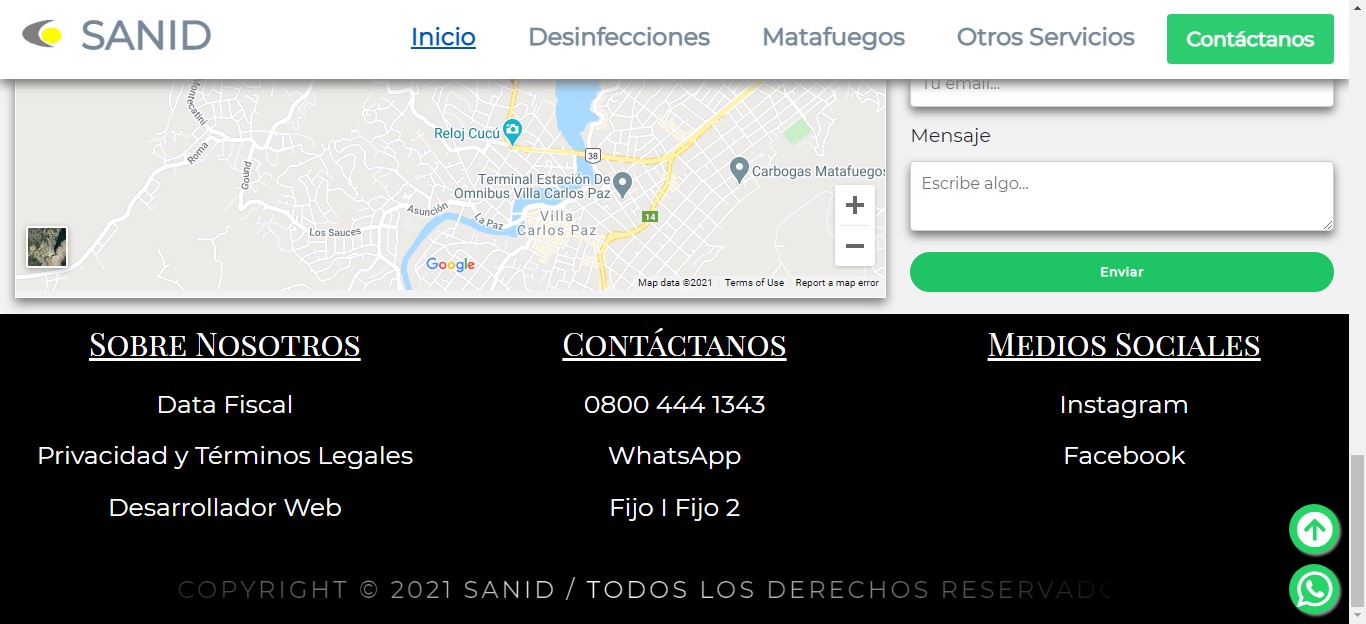 SANID
Inicio
Desinfecciones
Matafuegos
Otros Servicios
Contáctanos
Montecatini
Roma
Ground
Los Sauces
Asunción
La Paz
Reloj Cucú
38
Terminal Estación De
Omnibus Villa Carlos Paz
Villa
Carlos Paz
14
Carbogas Matafuegos
+
−
Google
Map data ©2021
Terms of Use
Report a map error
Tu email...
Mensaje
Escribe algo...
Enviar
Sobre Nosotros
Data Fiscal
Privacidad y Términos Legales
Desarrollador Web
Contáctanos
0800 444 1343
WhatsApp
Fijo I Fijo 2
Medios Sociales
Instagram
Facebook
COPYRIGHT © 2021 SANID / TODOS LOS DERECHOS RESERVADO